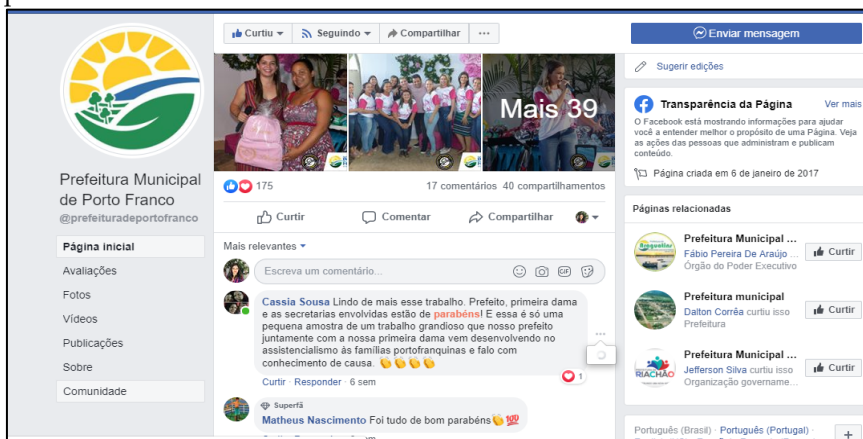 Curtiu
Seguindo
Compartilhar
Enviar mensagem
Sugerir edições
Mais 39
Transparência da Página
Ver mais
O Facebook está mostrando informações para ajudar
você a entender melhor o propósito de uma Página. Veja
as ações das pessoas que administram e publicam
conteúdo.
Página criada em 6 de janeiro de 2017
Prefeitura Municipal
de Porto Franco
@prefeituradeportofranco
Página inicial
Avaliações
Fotos
Vídeos
Publicações
Sobre
Comunidade
175
17 comentários 40 compartilhamentos
Curtir
Comentar
Compartilhar
Mais relevantes
Escreva um comentário...
GIF
Cassia Sousa Lindo de mais esse trabalho. Prefeito, primeira dama
e as secretarias envolvidas estão de parabéns! E essa é só uma
pequena amostra de um trabalho grandioso que nosso prefeito
juntamente com a nossa primeira dama vem desenvolvendo no
assistencialismo às famílias portofranquinas e falo com
conhecimento de causa. 👏👏👏👏
1
Curtir · Responder · 6 sem
Superfã
Matheus Nascimento Foi tudo de bom parabéns👏💯
Páginas relacionadas
Prefeitura Municipal ...
Fábio Pereira De Araújo ...
Órgão do Poder Executivo
Curtir
Prefeitura municipal
Dalton Corrêa curtiu isso
Prefeitura
Curtir
RIACHÃO
Prefeitura Municipal ...
Jefferson Silva curtiu isso
Organização govername...
Curtir
Português (Brasil) · Português (Portugal) ·